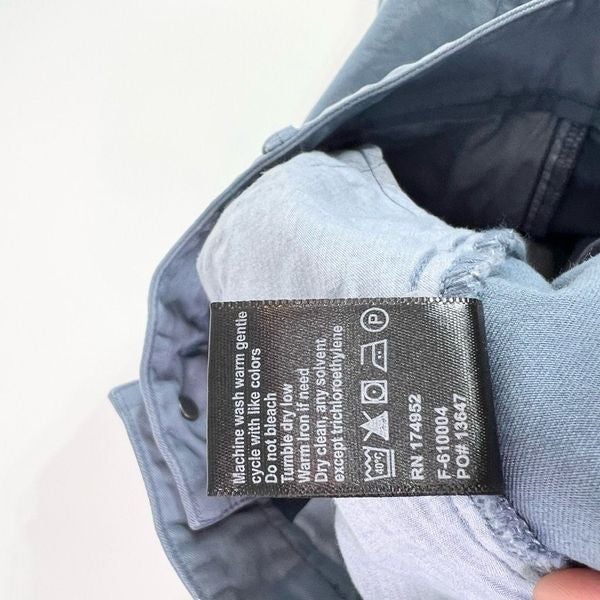 Machine wash warm gentle
cycle with like colors
Do not bleach
Tumble dry low
Warm Iron if need
Dry clean, any solvent
except trichloroethylene
40°C P
RN 174952
F-610004
PO# 13647